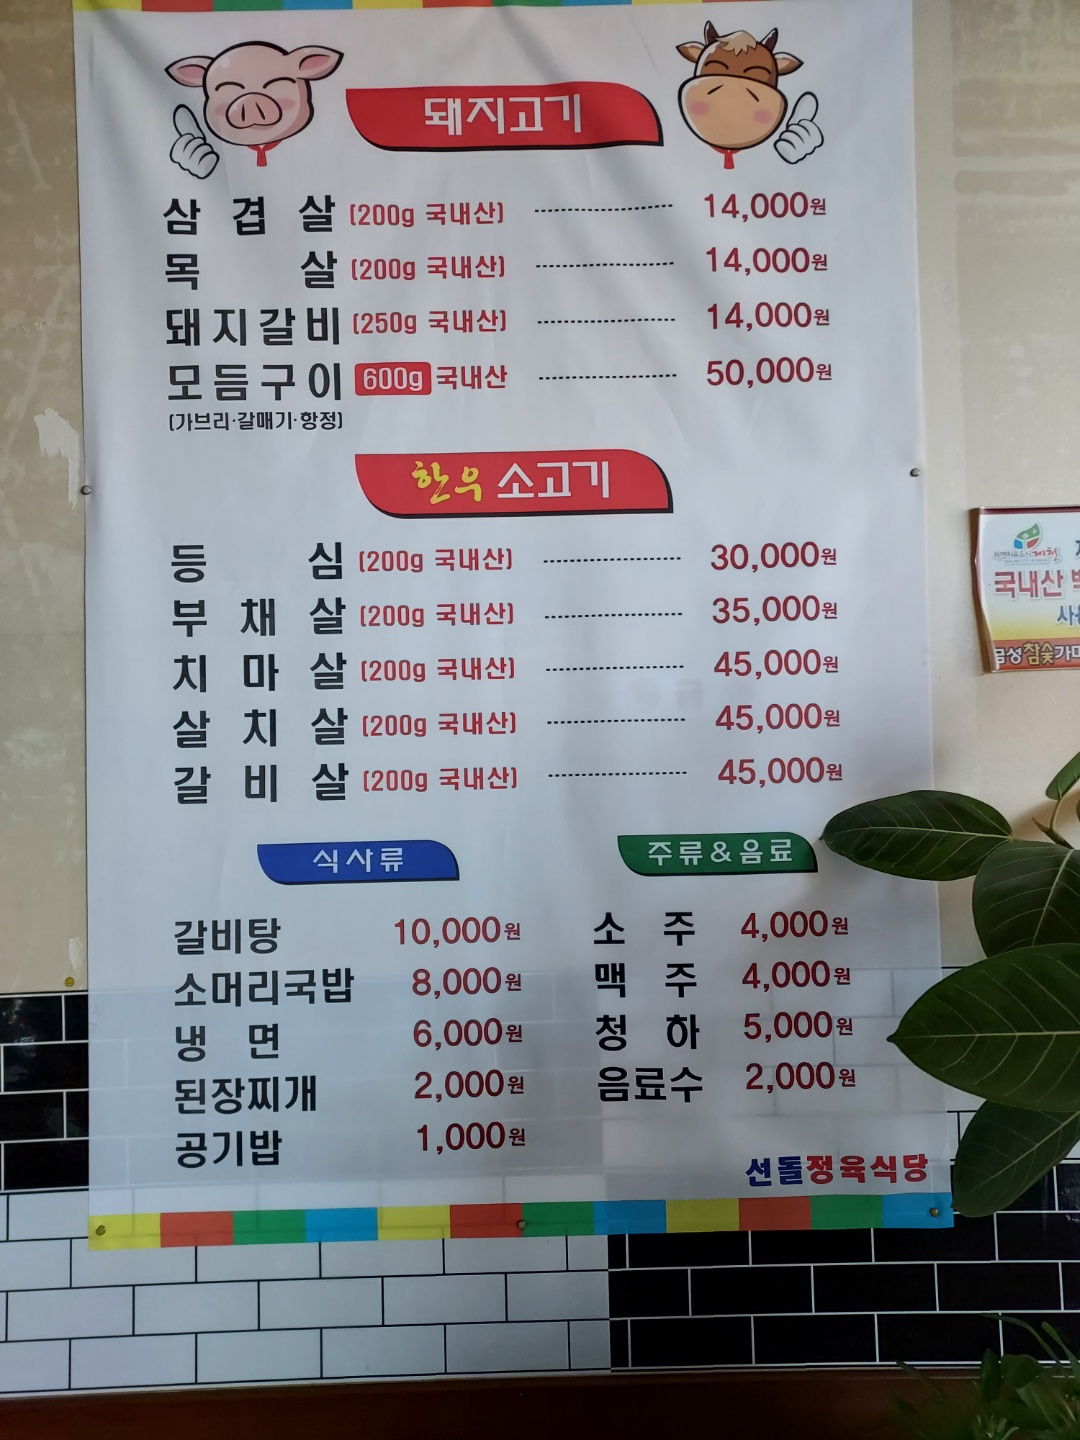 돼지고기
삼겹살 (200g 국내산) 14,000원
목살 (200g 국내산) 14,000원
돼지갈비 (250g 국내산) 14,000원
모듬구이 600g 국내산 50,000원
(가브리·갈매기·항정)
한우 소고기
등심 (200g 국내산) 30,000원
부채살 (200g 국내산) 35,000원
치마살 (200g 국내산) 45,000원
살치살 (200g 국내산) 45,000원
갈비살 (200g 국내산) 45,000원
식사류
갈비탕 10,000원
소머리국밥 8,000원
냉면 6,000원
된장찌개 2,000원
공기밥 1,000원
주류&음료
소주 4,000원
맥주 4,000원
청하 5,000원
음료수 2,000원
선돌정육식당
제천
국내산
금성참숯가마